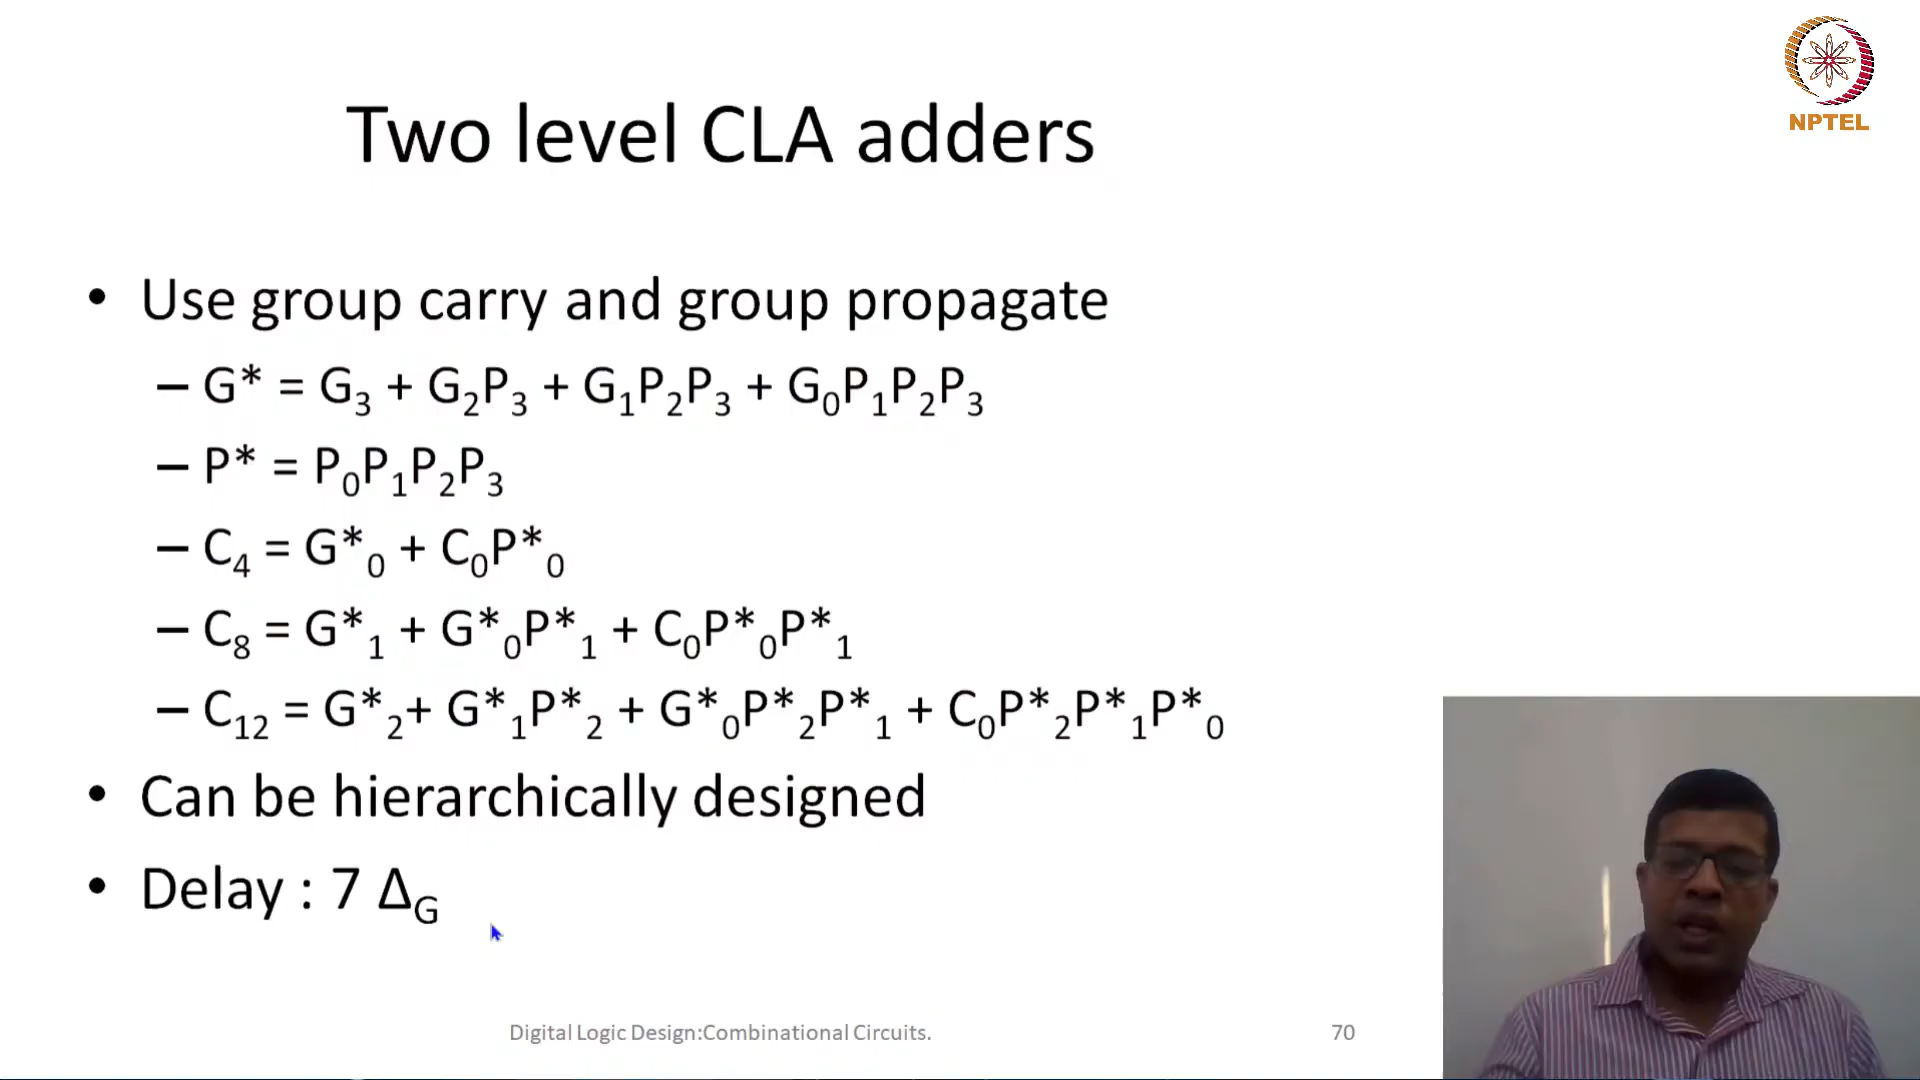 NPTEL
Two level CLA adders
• Use group carry and group propagate
– G* = G₃ + G₂P₃ + G₁P₂P₃ + G₀P₁P₂P₃
– P* = P₀P₁P₂P₃
– C₄ = G*₀ + C₀P*₀
– C₈ = G*₁ + G*₀P*₁ + C₀P*₀P*₁
– C₁₂ = G*₂+ G*₁P*₂ + G*₀P*₂P*₁ + C₀P*₂P*₁P*₀
• Can be hierarchically designed
• Delay : 7 Δ_G
Digital Logic Design:Combinational Circuits.
70